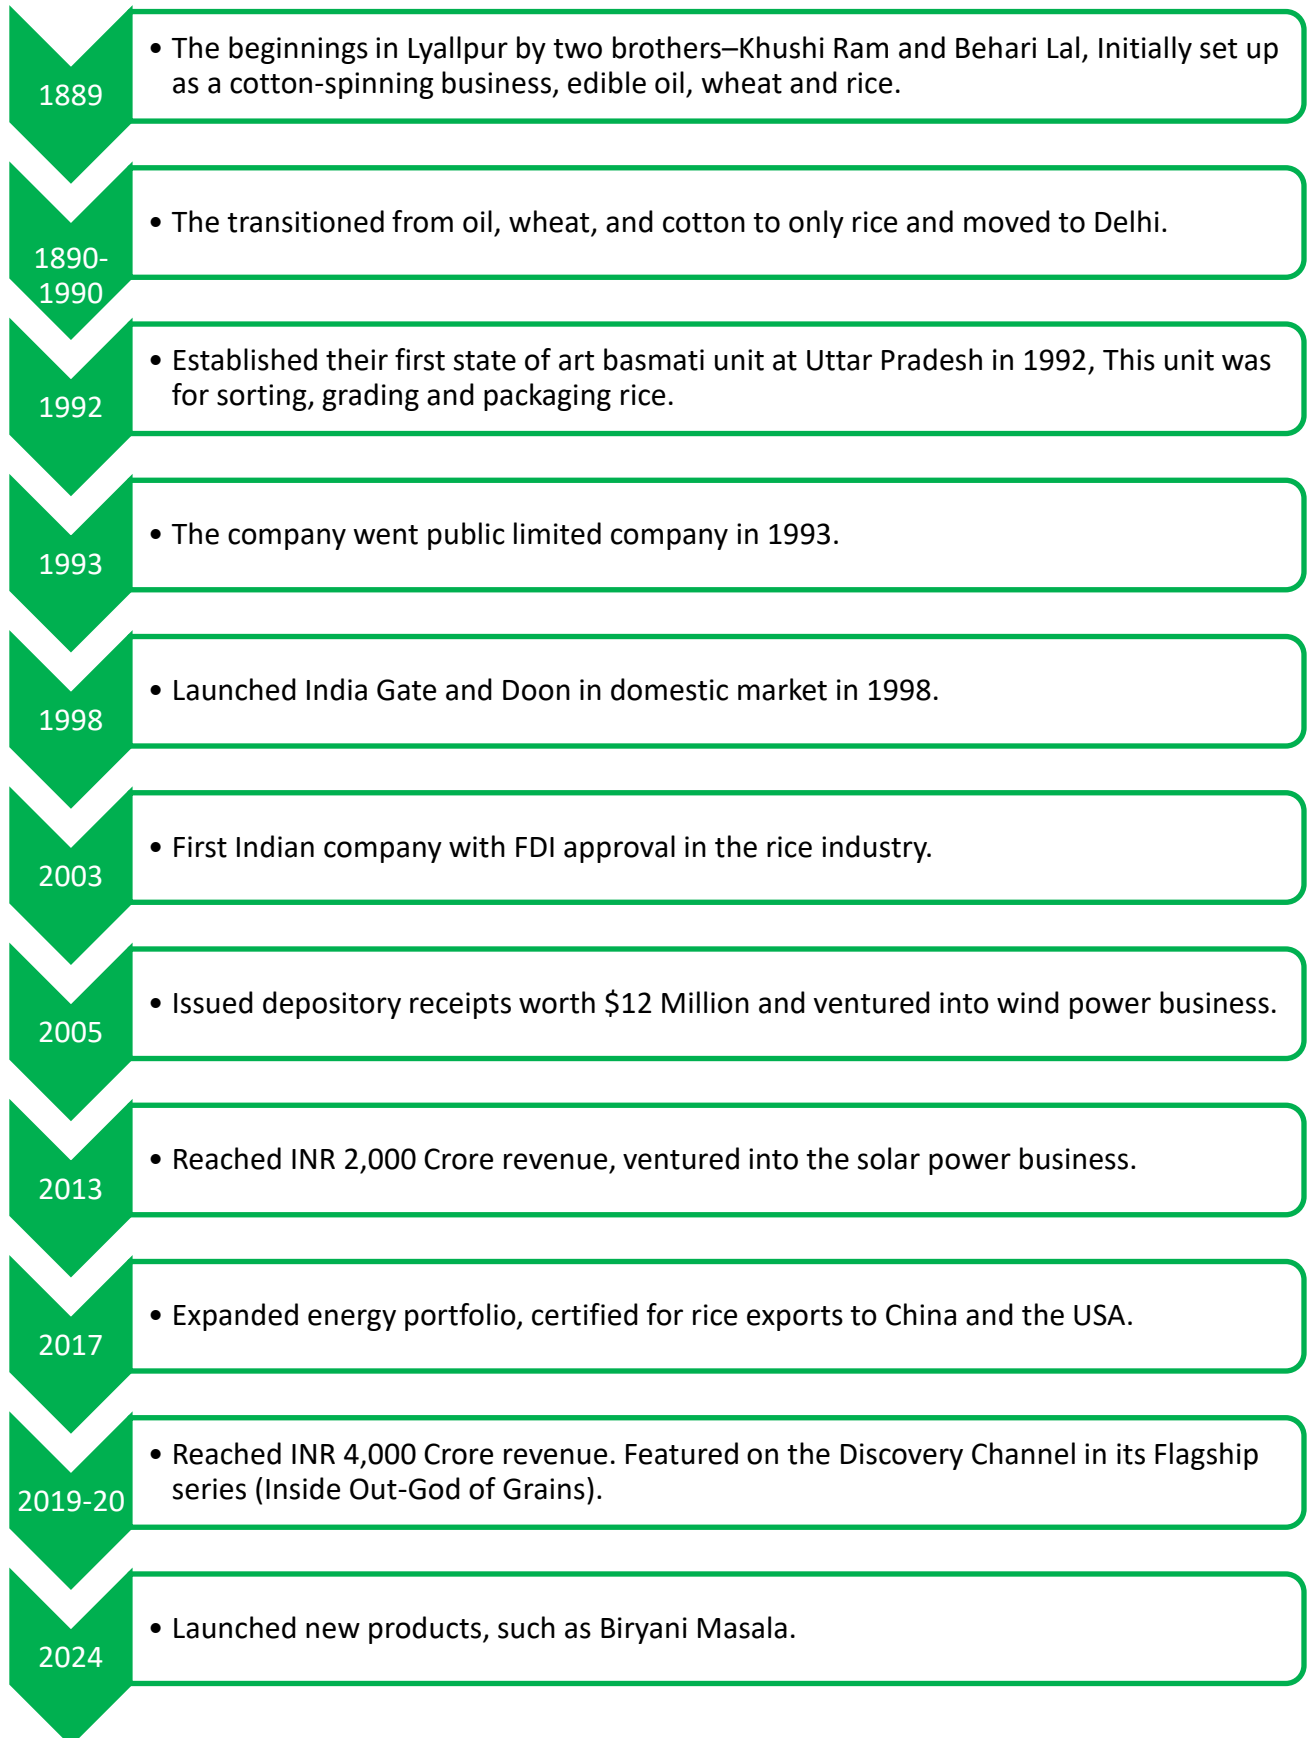 1889
• The beginnings in Lyallpur by two brothers–Khushi Ram and Behari Lal, Initially set up
as a cotton-spinning business, edible oil, wheat and rice.
1890-
1990
• The transitioned from oil, wheat, and cotton to only rice and moved to Delhi.
1992
• Established their first state of art basmati unit at Uttar Pradesh in 1992, This unit was
for sorting, grading and packaging rice.
1993
• The company went public limited company in 1993.
1998
• Launched India Gate and Doon in domestic market in 1998.
2003
• First Indian company with FDI approval in the rice industry.
2005
• Issued depository receipts worth $12 Million and ventured into wind power business.
2013
• Reached INR 2,000 Crore revenue, ventured into the solar power business.
2017
• Expanded energy portfolio, certified for rice exports to China and the USA.
2019-20
• Reached INR 4,000 Crore revenue. Featured on the Discovery Channel in its Flagship
series (Inside Out-God of Grains).
2024
• Launched new products, such as Biryani Masala.